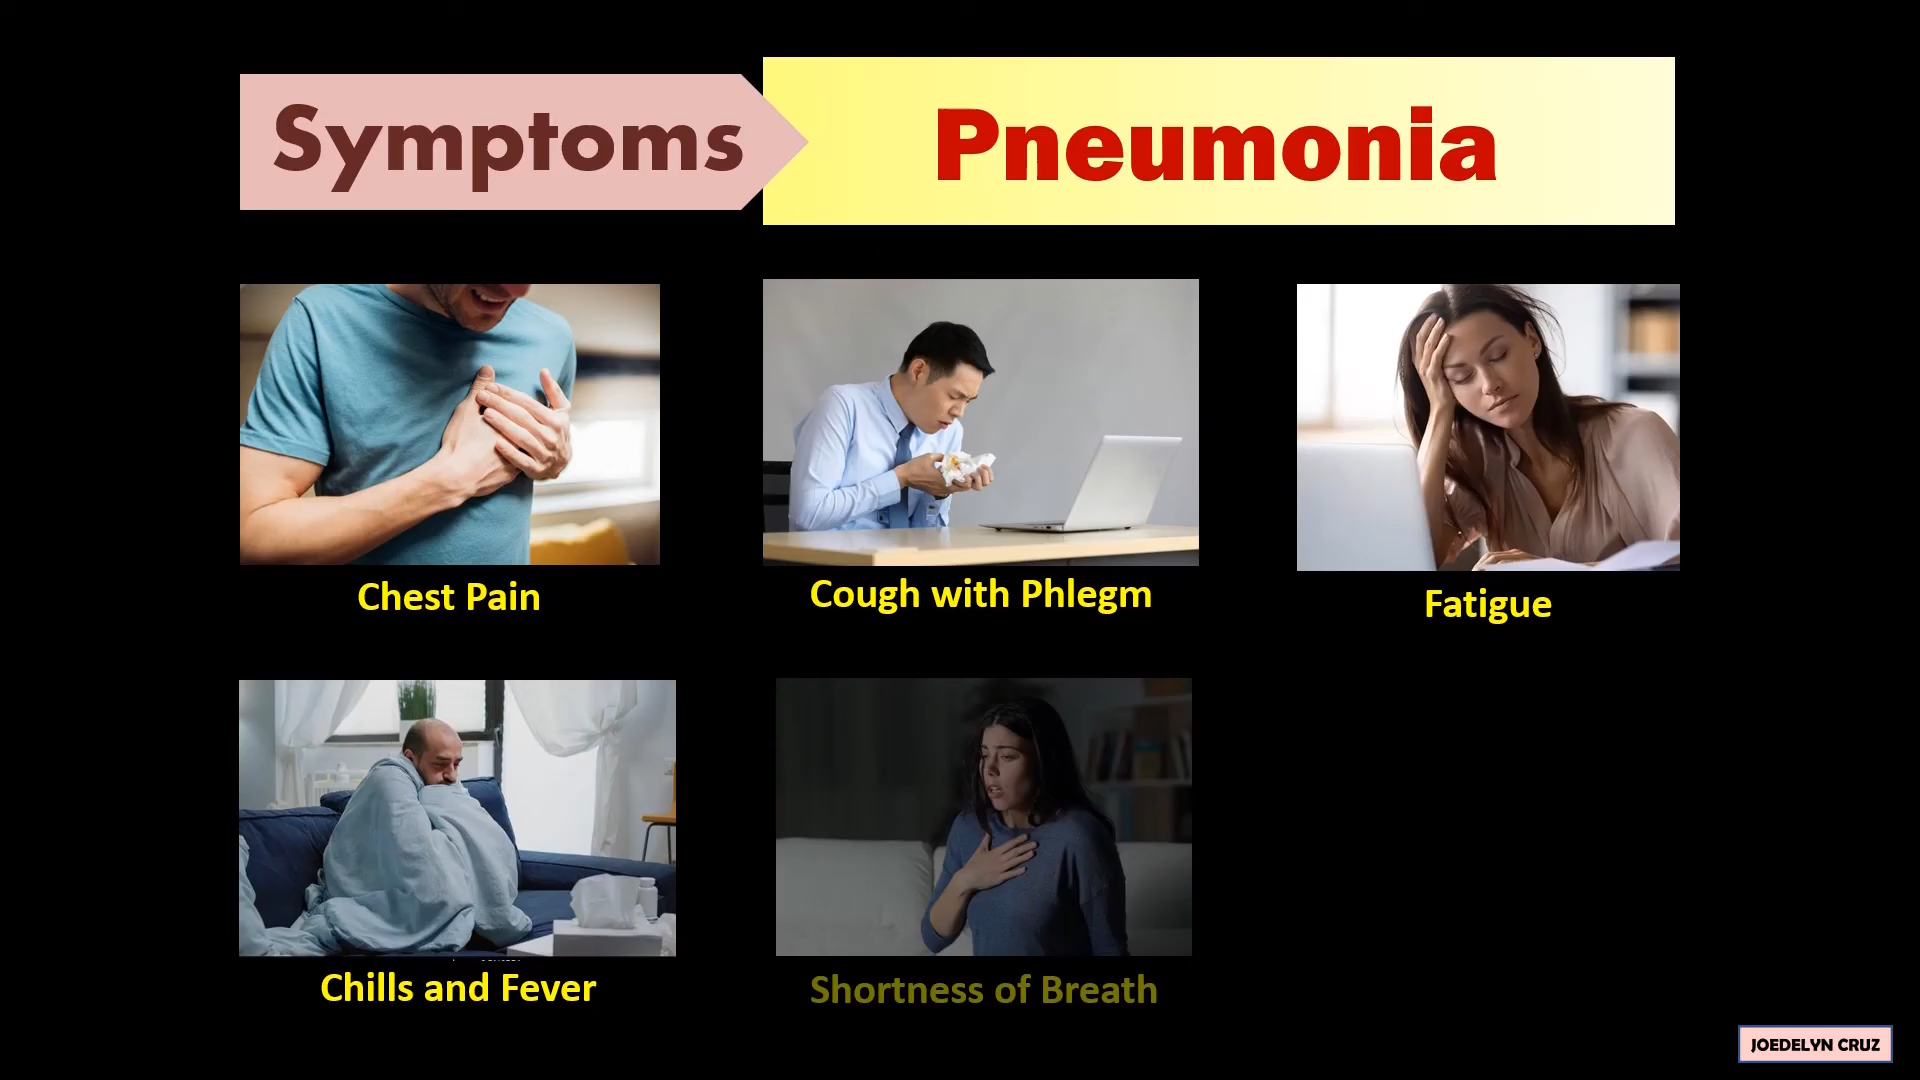 Symptoms
Pneumonia
Chest Pain
Cough with Phlegm
Fatigue
Chills and Fever
Shortness of Breath
JOEDELYN CRUZ